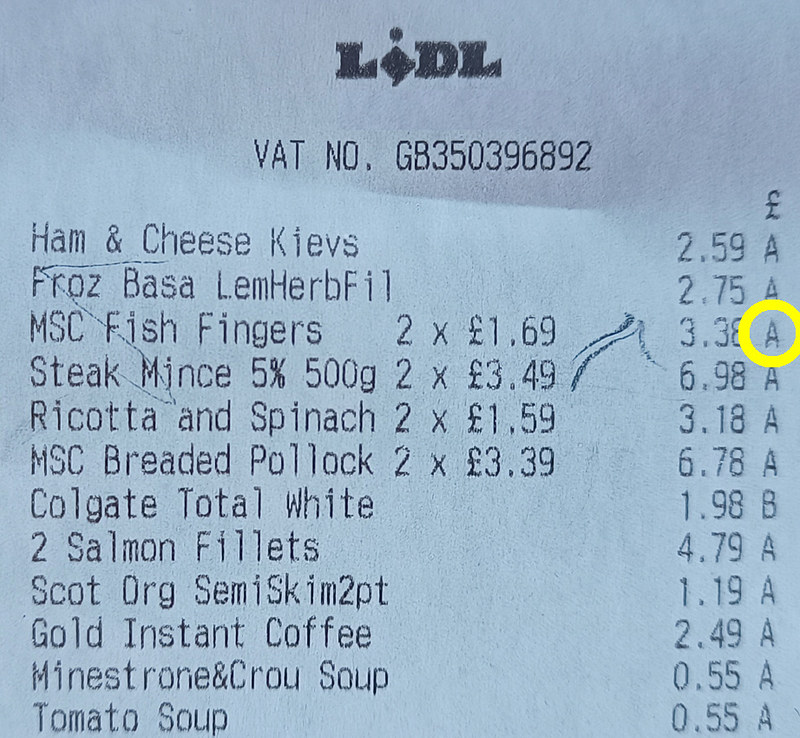 LIDL
VAT NO. GB350396892
£
Ham & Cheese Kievs 2.59 A
Froz Basa LemHerbFil 2.75 A
MSC Fish Fingers 2 x £1.69 3.38 A
Steak Mince 5% 500g 2 x £3.49 6.98 A
Ricotta and Spinach 2 x £1.59 3.18 A
MSC Breaded Pollock 2 x £3.39 6.78 A
Colgate Total White 1.98 B
2 Salmon Fillets 4.79 A
Scot Org SemiSkim2pt 1.19 A
Gold Instant Coffee 2.49 A
Minestrone&Crou Soup 0.55 A
Tomato Soup 0.55 A